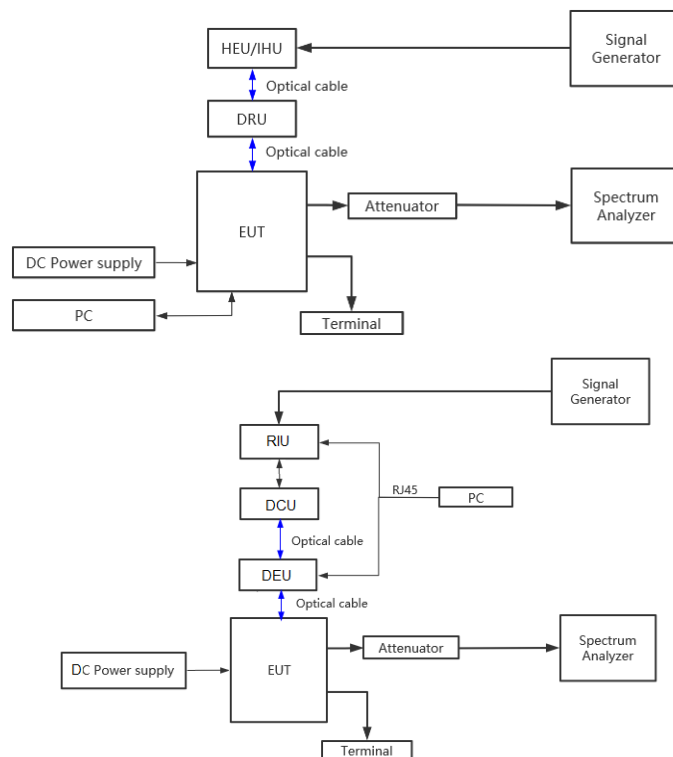 Signal
Generator
HEU/IHU
Optical cable
DRU
Optical cable
EUT
Attenuator
Spectrum
Analyzer
DC Power supply
PC
Terminal
Signal
Generator
RIU
RJ45
PC
DCU
Optical cable
DEU
Optical cable
EUT
Attenuator
Spectrum
Analyzer
DC Power supply
Terminal